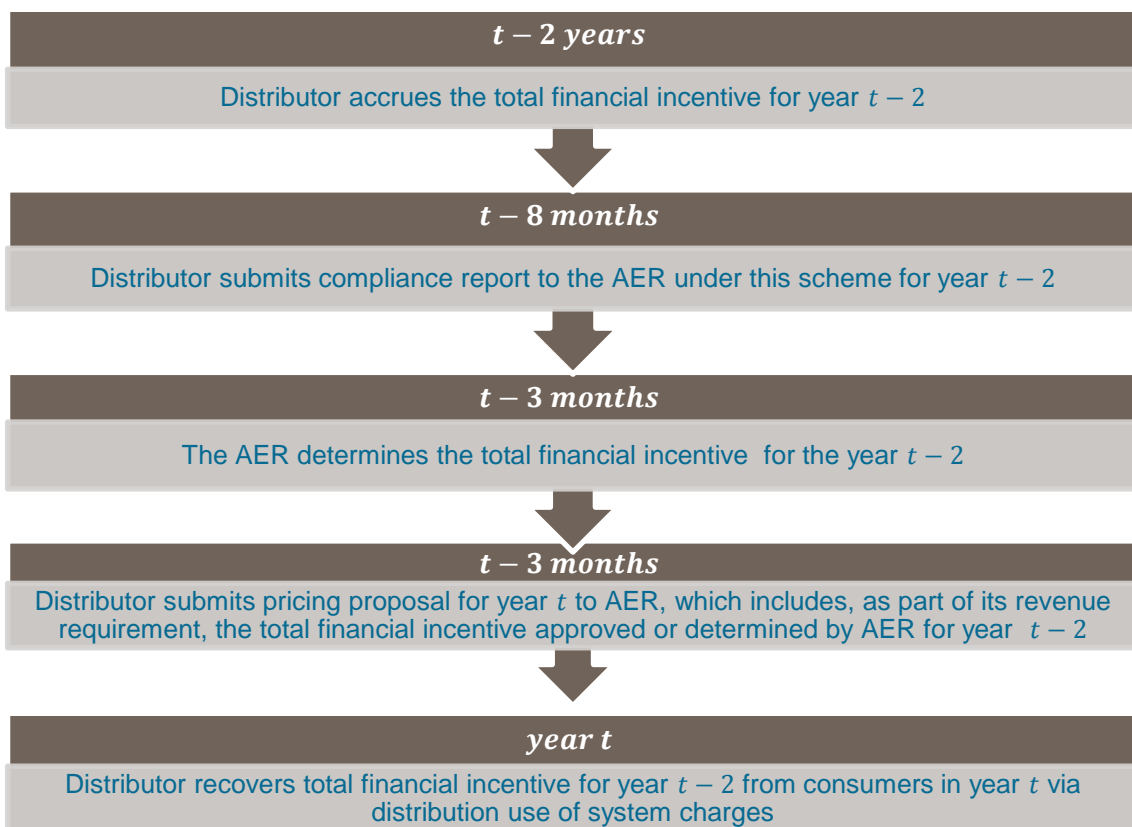 t − 2 years
Distributor accrues the total financial incentive for year t − 2
t − 8 months
Distributor submits compliance report to the AER under this scheme for year t − 2
t − 3 months
The AER determines the total financial incentive for the year t − 2
t − 3 months
Distributor submits pricing proposal for year t to AER, which includes, as part of its revenue
requirement, the total financial incentive approved or determined by AER for year t − 2
year t
Distributor recovers total financial incentive for year t − 2 from consumers in year t via
distribution use of system charges